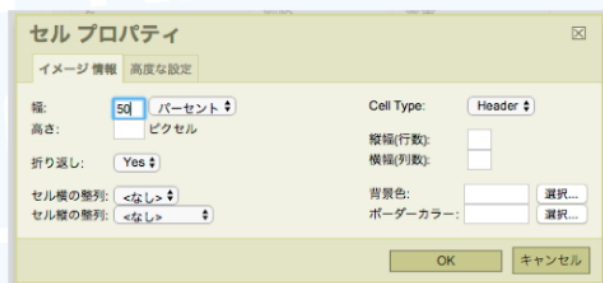 セル プロパティ
イメージ 情報 高度な設定
幅: 50 パーセント
高さ: ピクセル
折り返し: Yes
セル横の整列: <なし>
セル縦の整列: <なし>
Cell Type: Header
縦幅(行数):
横幅(列数):
背景色: 選択...
ボーダーカラー: 選択...
OK キャンセル